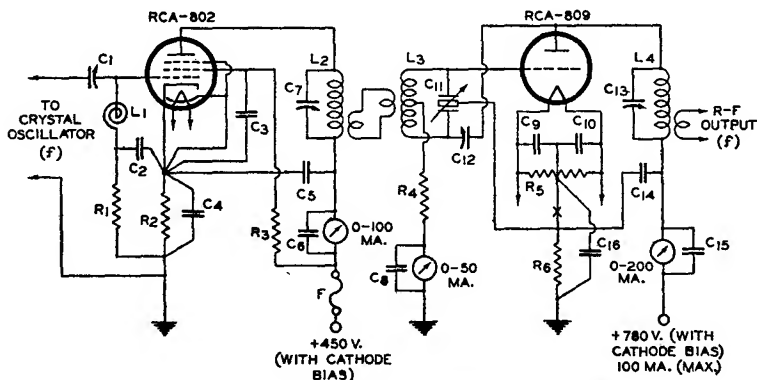 RCA-802
RCA-809
C1
TO
CRYSTAL
OSCILLATOR
(f)
L1
C2
R1
R2
C3
C4
C5
C6
R3
F
L2
C7
0-100
MA.
+450 V.
(WITH CATHODE
BIAS)
L3
C11
C12
R4
C8
0-50
MA.
C9
C10
R5
R6
C16
L4
C13
R-F
OUTPUT
(f)
C14
0-200
MA.
C15
+780 V. (WITH
CATHODE BIAS)
100 MA. (MAX.)